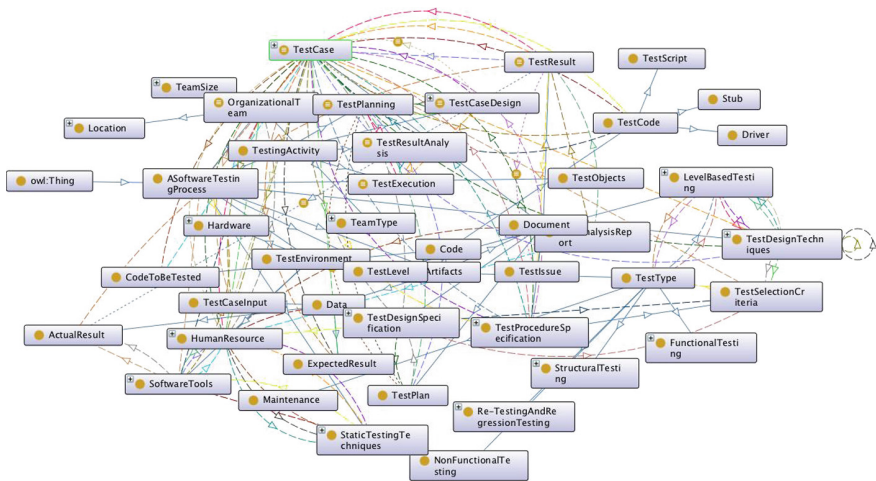 TestCase
TestResult
TestScript
TeamSize
OrganizationalT
eam
TestPlanning
TestCaseDesign
Stub
Location
TestCode
Driver
TestingActivity
TestResultAnaly
sis
owl:Thing
ASoftwareTestin
gProcess
TestExecution
TestObjects
LevelBasedTesti
ng
Hardware
TeamType
Document
nalysisRep
ort
TestDesignTechn
iques
Code
TestEnvironment
TestLevel
Artifacts
TestIssue
TestType
CodeToBeTested
TestSelectionCr
iteria
TestCaseInput
Data
TestDesignSpeci
fication
TestProcedureSp
ecification
ActualResult
HumanResource
FunctionalTesti
ng
ExpectedResult
StructuralTesti
ng
SoftwareTools
Maintenance
TestPlan
Re-TestingAndRe
gressionTesting
StaticTestingTe
chniques
NonFunctionalTe
sting